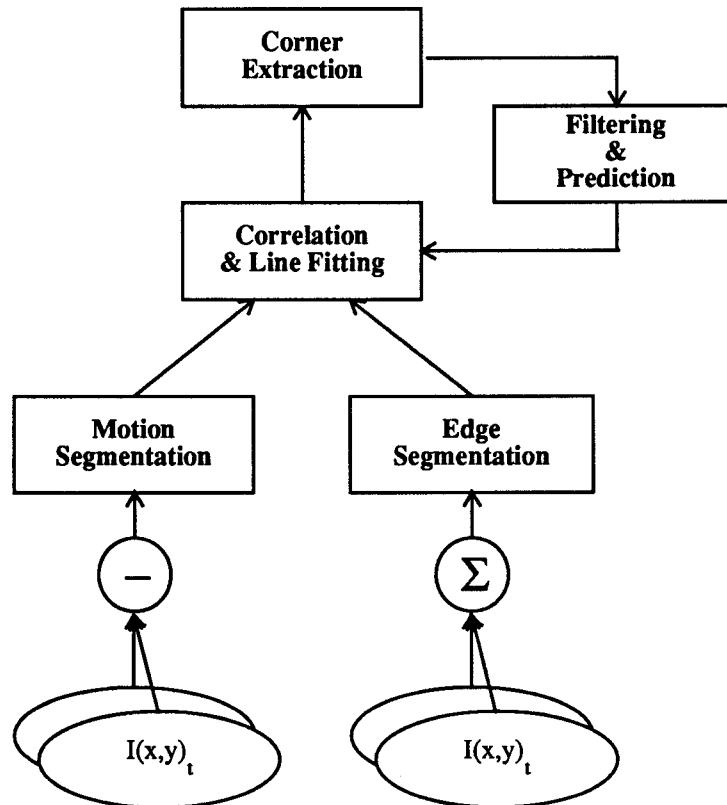 Corner
Extraction
Filtering
&
Prediction
Correlation
& Line Fitting
Motion
Segmentation
Edge
Segmentation
−
Σ
I(x,y)t
I(x,y)t